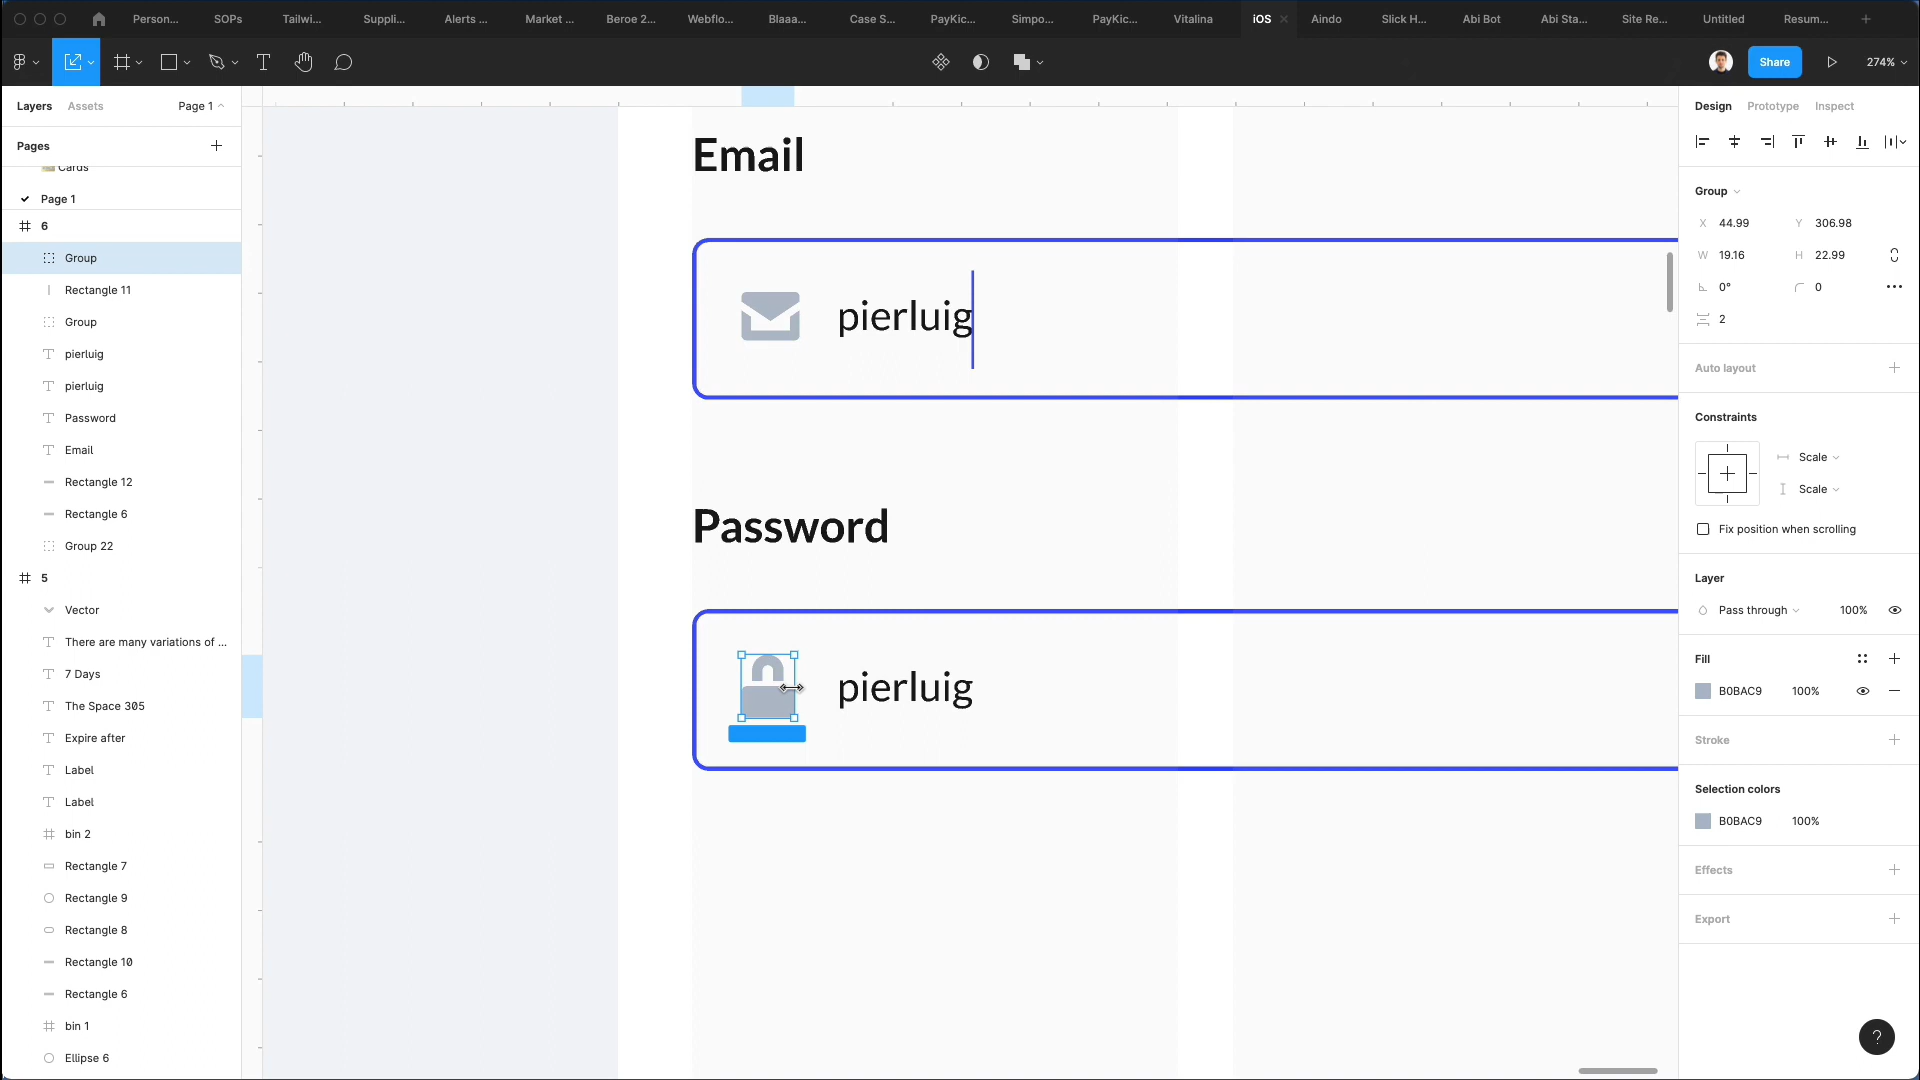 Person... SOPs Tailwi... Suppli... Alerts ... Market ... Beroe 2... Webflo... Blaaa... Case S... PayKic... Simpo... PayKic... Vitalina iOS Aindo Slick H... Abi Bot Abi Sta... Site Re... Untitled Resum...
Share 274%
Layers Assets Page 1
Pages
Cards
Page 1
6
Group
Rectangle 11
Group
pierluig
pierluig
Password
Email
Rectangle 12
Rectangle 6
Group 22
5
Vector
There are many variations of ...
7 Days
The Space 305
Expire after
Label
Label
bin 2
Rectangle 7
Rectangle 9
Rectangle 8
Rectangle 10
Rectangle 6
bin 1
Ellipse 6
Email
pierluig
Password
pierluig
Design Prototype Inspect
Group
X 44.99 Y 306.98
W 19.16 H 22.99
0° 0
2
Auto layout
Constraints
Scale
Scale
Fix position when scrolling
Layer
Pass through 100%
Fill
B0BAC9 100%
Stroke
Selection colors
B0BAC9 100%
Effects
Export
?